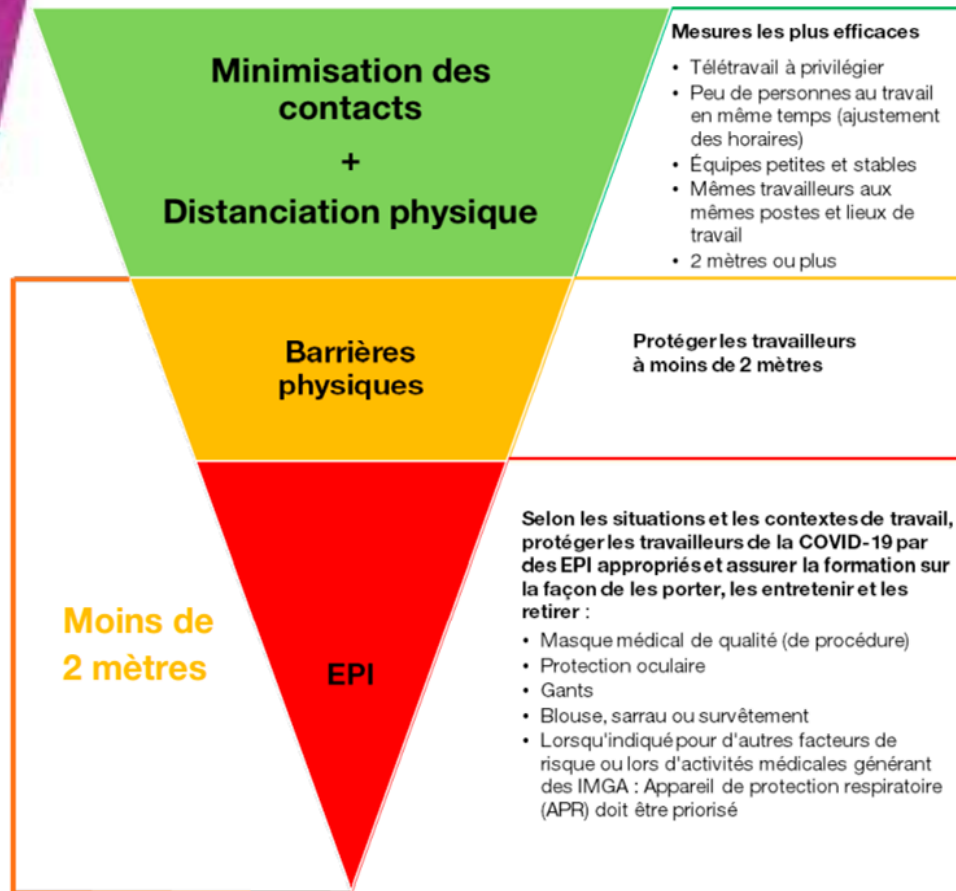 Minimisation des
contacts
+
Distanciation physique
Mesures les plus efficaces
• Télétravail à privilégier
• Peu de personnes au travail
en même temps (ajustement
des horaires)
• Équipes petites et stables
• Mêmes travailleurs aux
mêmes postes et lieux de
travail
• 2 mètres ou plus
Barrières
physiques
Protéger les travailleurs
à moins de 2 mètres
Moins de
2 mètres
EPI
Selon les situations et les contextes de travail,
protéger les travailleurs de la COVID-19 par
des EPI appropriés et assurer la formation sur
la façon de les porter, les entretenir et les
retirer :
• Masque médical de qualité (de procédure)
• Protection oculaire
• Gants
• Blouse, sarrau ou survêtement
• Lorsqu'indiqué pour d'autres facteurs de
risque ou lors d'activités médicales générant
des IMGA : Appareil de protection respiratoire
(APR) doit être priorisé